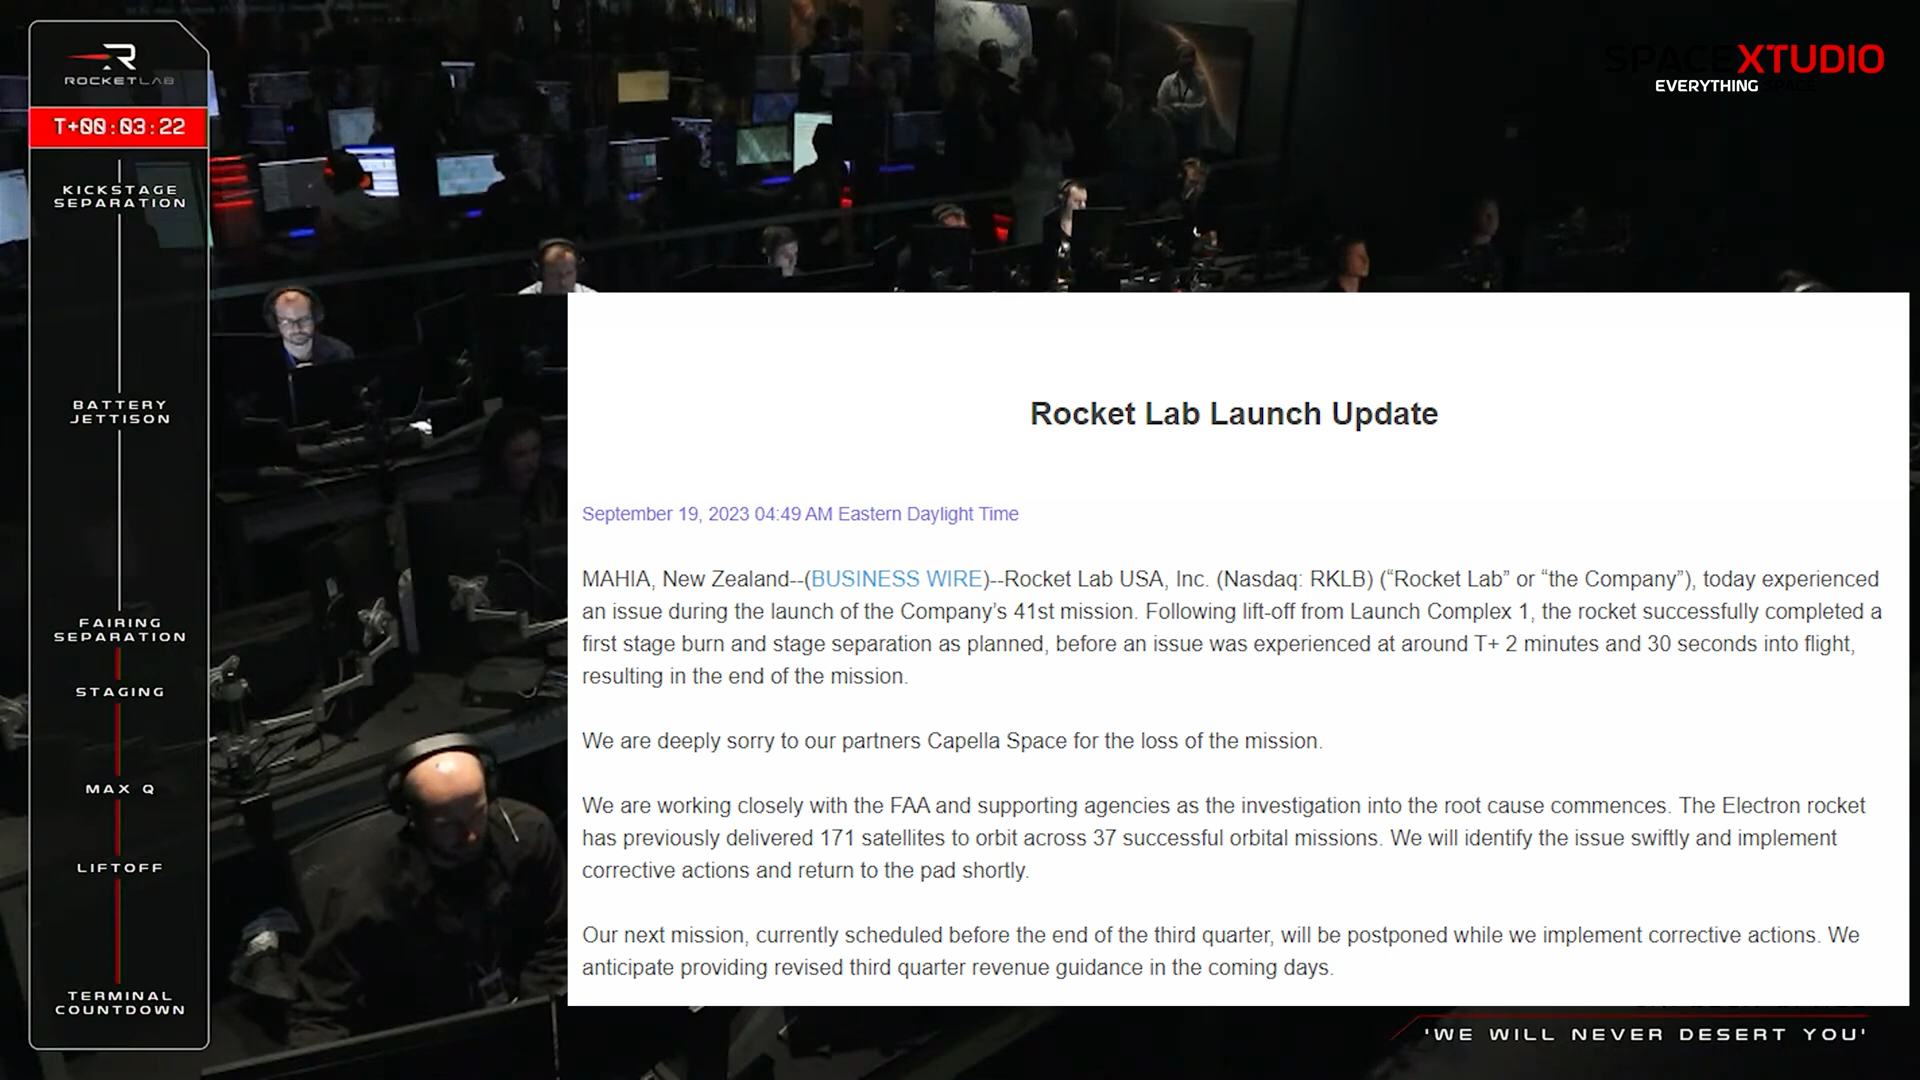 ROCKETLAB
T+00:03:22
KICKSTAGE
SEPARATION
BATTERY
JETTISON
FAIRING
SEPARATION
STAGING
MAX Q
LIFTOFF
TERMINAL
COUNTDOWN
SPACEXTUDIO
EVERYTHING SPACE
Rocket Lab Launch Update
September 19, 2023 04:49 AM Eastern Daylight Time
MAHIA, New Zealand--(BUSINESS WIRE)--Rocket Lab USA, Inc. (Nasdaq: RKLB) (“Rocket Lab” or “the Company”), today experienced
an issue during the launch of the Company’s 41st mission. Following lift-off from Launch Complex 1, the rocket successfully completed a
first stage burn and stage separation as planned, before an issue was experienced at around T+ 2 minutes and 30 seconds into flight,
resulting in the end of the mission.
We are deeply sorry to our partners Capella Space for the loss of the mission.
We are working closely with the FAA and supporting agencies as the investigation into the root cause commences. The Electron rocket
has previously delivered 171 satellites to orbit across 37 successful orbital missions. We will identify the issue swiftly and implement
corrective actions and return to the pad shortly.
Our next mission, currently scheduled before the end of the third quarter, will be postponed while we implement corrective actions. We
anticipate providing revised third quarter revenue guidance in the coming days.
'WE WILL NEVER DESERT YOU'